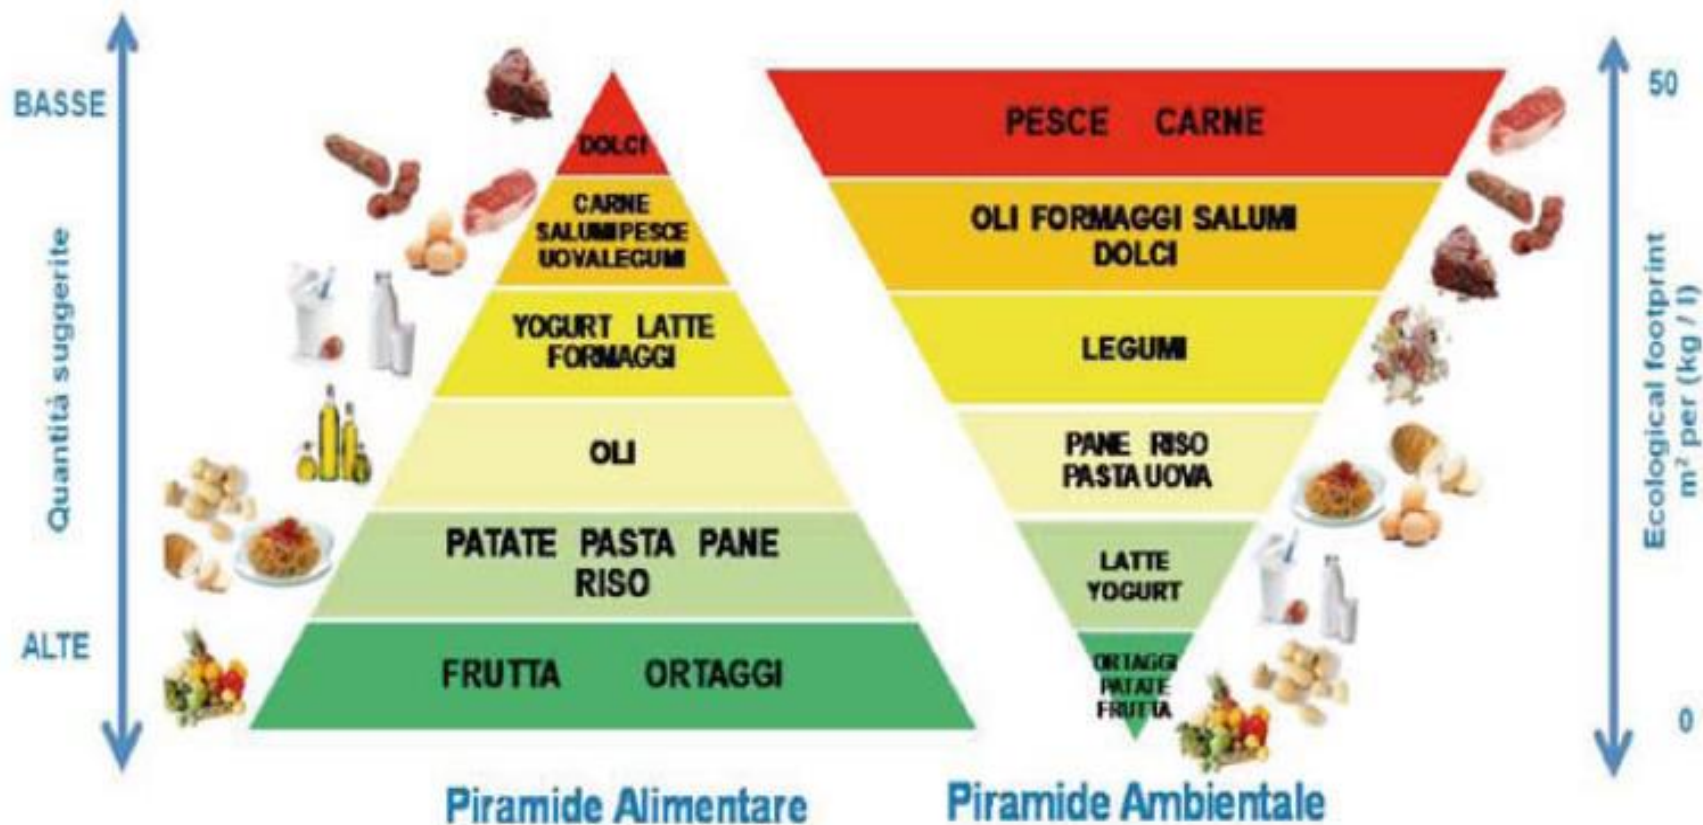 BASSE
Quantità suggerite
ALTE
DOLCI
CARNE
SALUMI PESCE
UOVA LEGUMI
YOGURT LATTE
FORMAGGI
OLI
PATATE PASTA PANE
RISO
FRUTTA ORTAGGI
Piramide Alimentare
PESCE CARNE
OLI FORMAGGI SALUMI
DOLCI
LEGUMI
PANE RISO
PASTA UOVA
LATTE
YOGURT
ORTAGGI
PATATE
FRUTTA
Piramide Ambientale
50
Ecological footprint
m² per (kg / l)
0